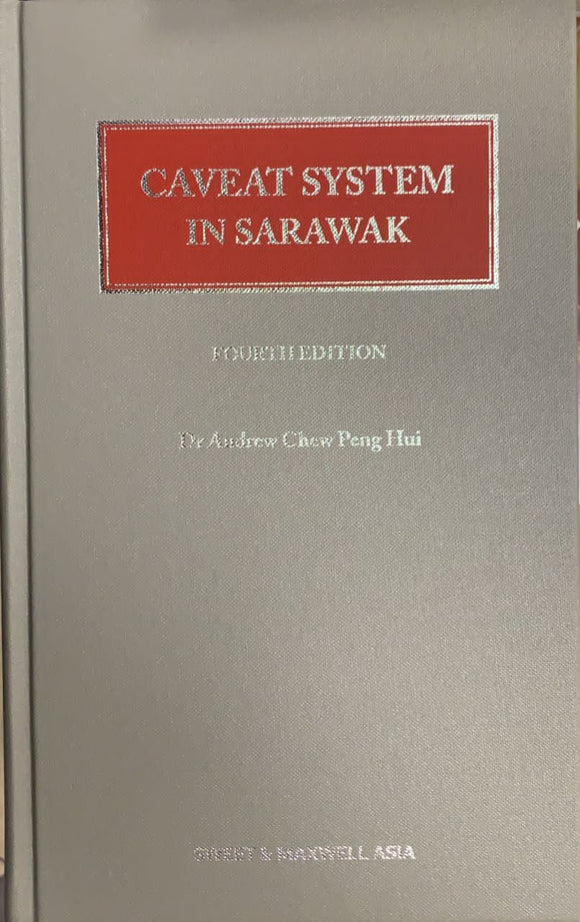 CAVEAT SYSTEM
IN SARAWAK
FOURTH EDITION
Dr Andrew Chew Peng Hui
SWEET & MAXWELL ASIA